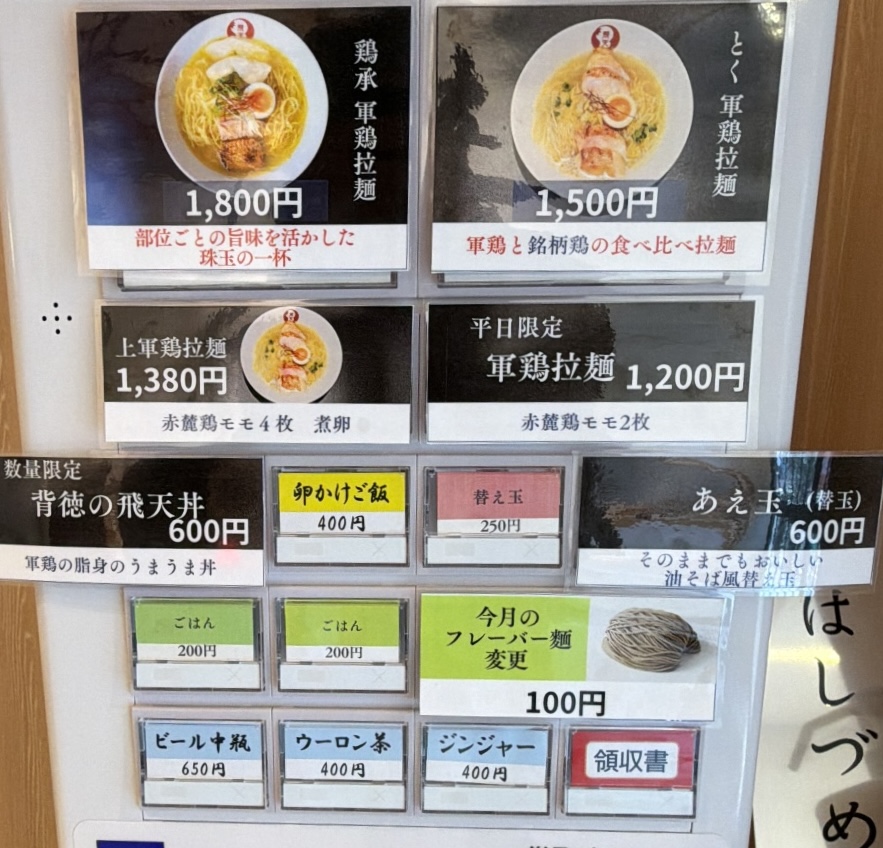 鶏承 軍鶏拉麺
1,800円
部位ごとの旨味を活かした
珠玉の一杯
とく 軍鶏拉麺
1,500円
軍鶏と銘柄鶏の食べ比べ拉麺
上軍鶏拉麺
1,380円
赤麓鶏モモ4枚 煮卵
平日限定
軍鶏拉麺 1,200円
赤麓鶏モモ2枚
数量限定
背徳の飛天丼
600円
軍鶏の脂身のうまうま丼
卵かけご飯
400円
替え玉
250円
あえ玉 (替玉)
600円
そのままでもおいしい
油そば風替え玉
ごはん
200円
ごはん
200円
今月の
フレーバー麺
変更
100円
ビール中瓶
650円
ウーロン茶
400円
ジンジャー
400円
領収書
はしづめ